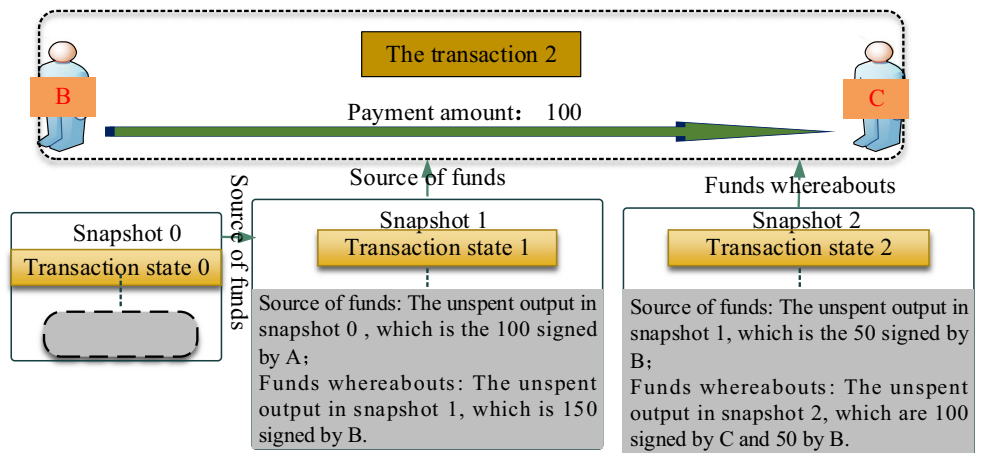 The transaction 2
B
C
Payment amount： 100
Source of funds
Funds whereabouts
Source of funds
Snapshot 0
Transaction state 0
Snapshot 1
Transaction state 1
Source of funds: The unspent output in
snapshot 0 , which is the 100 signed
by A；
Funds whereabouts: The unspent
output in snapshot 1, which is 150
signed by B.
Snapshot 2
Transaction state 2
Source of funds: The unspent output in
snapshot 1, which is the 50 signed by
B；
Funds whereabouts: The unspent
output in snapshot 2, which are 100
signed by C and 50 by B.